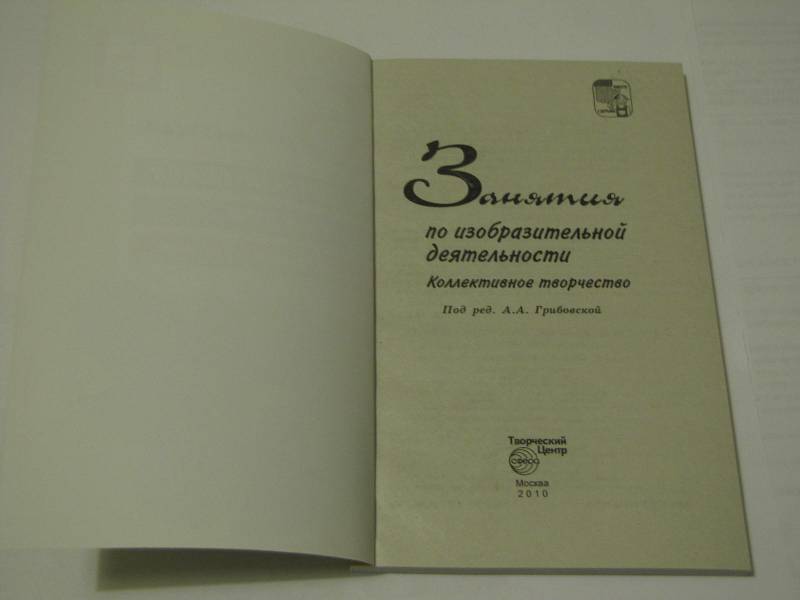 Занятия
по изобразительной
деятельности
Коллективное творчество
Под ред. А.А. Грибовской
Творческий
Центр
сфера
Москва
2010